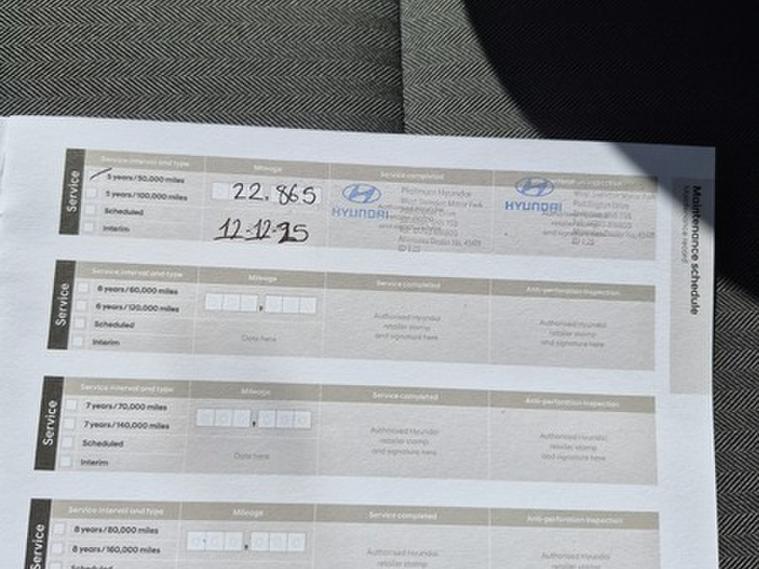 Maintenance schedule
Maintenance record
Service
Service interval and type
Mileage
Service completed
5 years/50,000 miles
5 years/100,000 miles
Scheduled
Interim
22,865
12-12-25
HYUNDAI
Platinum Hyundai
HYUNDAI
Service
Service interval and type
Mileage
Service completed
Anti-perforation inspection
6 years/60,000 miles
6 years/120,000 miles
Scheduled
Interim
Date here
Authorised Hyundai
retailer stamp
and signature here
Authorised Hyundai
retailer stamp
and signature here
Service
Service interval and type
Mileage
Service completed
Anti-perforation inspection
7 years/70,000 miles
7 years/140,000 miles
Scheduled
Interim
Date here
Authorised Hyundai
retailer stamp
and signature here
Authorised Hyundai
retailer stamp
and signature here
Service
Service interval and type
Mileage
Service completed
Anti-perforation inspection
8 years/80,000 miles
8 years/160,000 miles
Scheduled
Authorised Hyundai
retailer stamp
Authorised Hyundai
retailer stamp